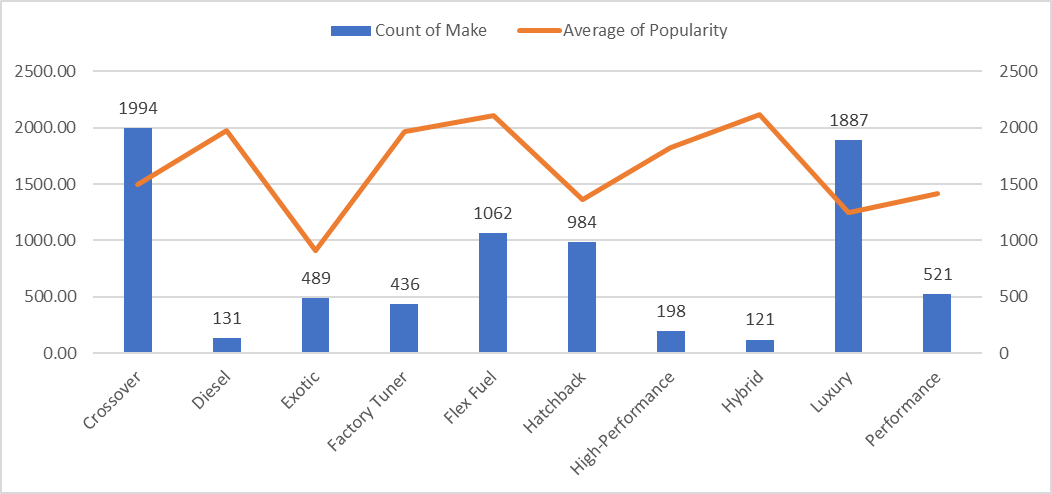 Count of Make Average of Popularity
2500.00 2500
2000.00 2000
1500.00 1500
1000.00 1000
500.00 500
0.00 0
1994
131
489
436
1062
984
198
121
1887
521
Crossover
Diesel
Exotic
Factory Tuner
Flex Fuel
Hatchback
High-Performance
Hybrid
Luxury
Performance